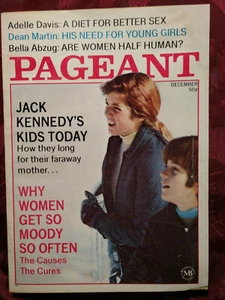 Adelle Davis: A DIET FOR BETTER SEX
Dean Martin: HIS NEED FOR YOUNG GIRLS
Bella Abzug: ARE WOMEN HALF HUMAN?
PAGEANT
DECEMBER
50¢
JACK
KENNEDY'S
KIDS TODAY
How they long
for their faraway
mother...
WHY
WOMEN
GET SO
MOODY
SO OFTEN
The Causes
The Cures